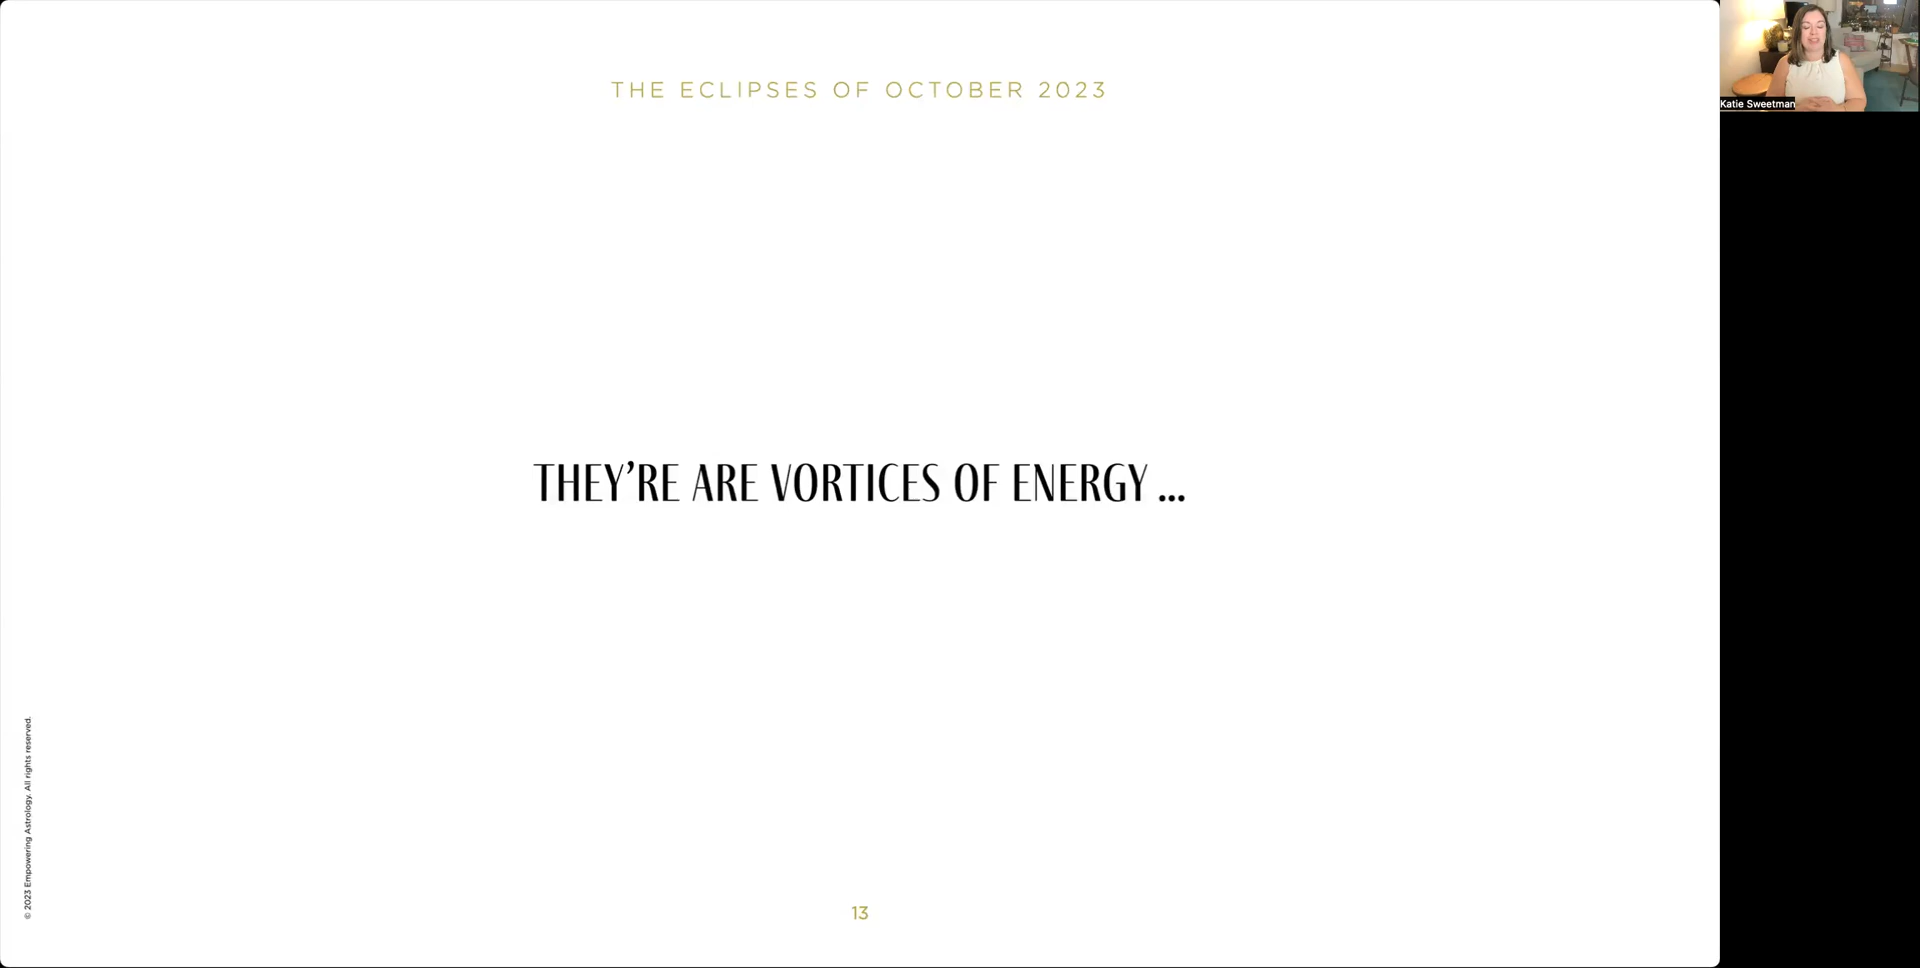 THE ECLIPSES OF OCTOBER 2023
Katie Sweetman
THEY’RE ARE VORTICES OF ENERGY ...
© 2023 Empowering Astrology. All rights reserved.
13